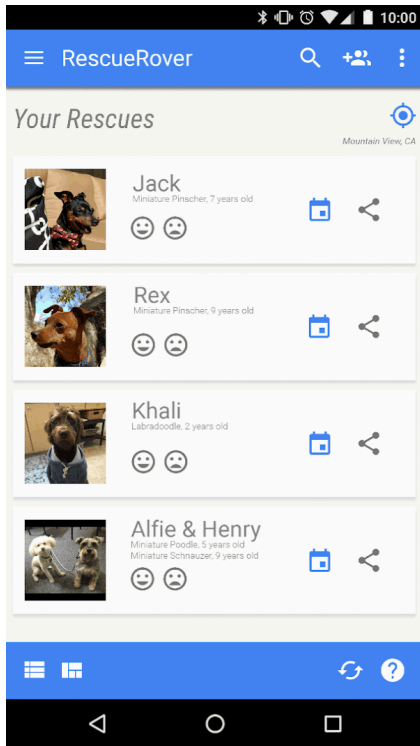 10:00
RescueRover
Your Rescues
Mountain View, CA
Jack
Miniature Pinscher, 7 years old
Rex
Miniature Pinscher, 9 years old
Khali
Labradoodle, 2 years old
Alfie & Henry
Miniature Poodle, 5 years old
Miniature Schnauzer, 9 years old